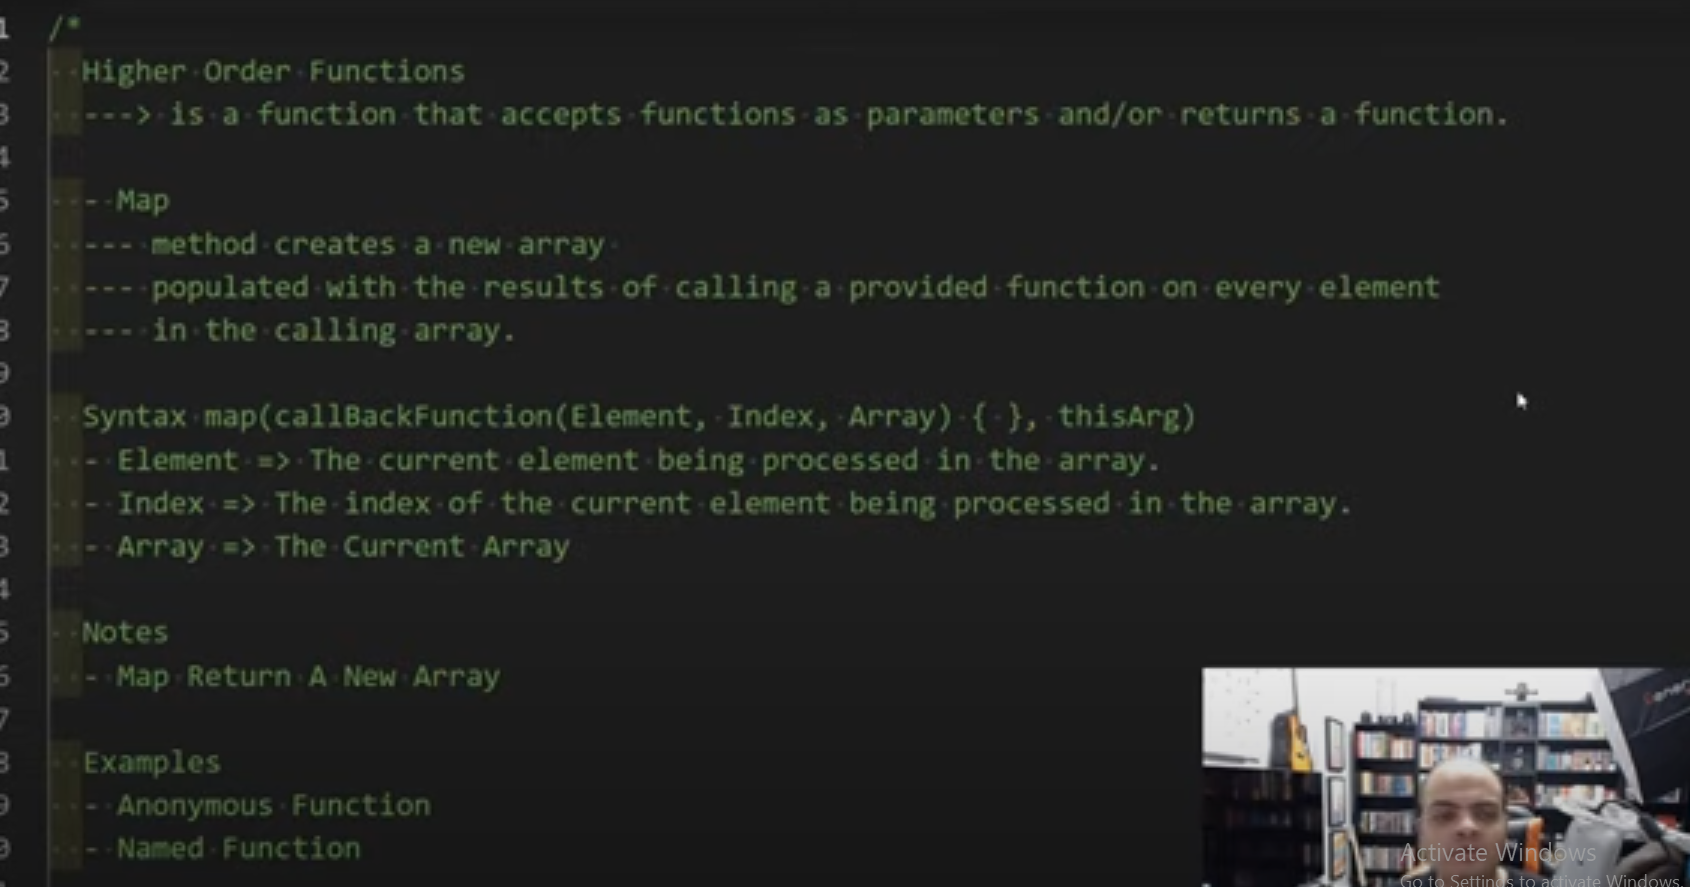 1 /*
2 Higher Order Functions
3 ---> is a function that accepts functions as parameters and/or returns a function.
4
5 - Map
6 --- method creates a new array
7 --- populated with the results of calling a provided function on every element
8 --- in the calling array.
9
0 Syntax map(callBackFunction(Element, Index, Array) { }, thisArg)
1 - Element => The current element being processed in the array.
2 - Index => The index of the current element being processed in the array.
3 - Array => The Current Array
4
5 Notes
6 - Map Return A New Array
7
8 Examples
9 - Anonymous Function
0 - Named Function
Activate Windows
Go to Settings to activate Windows.